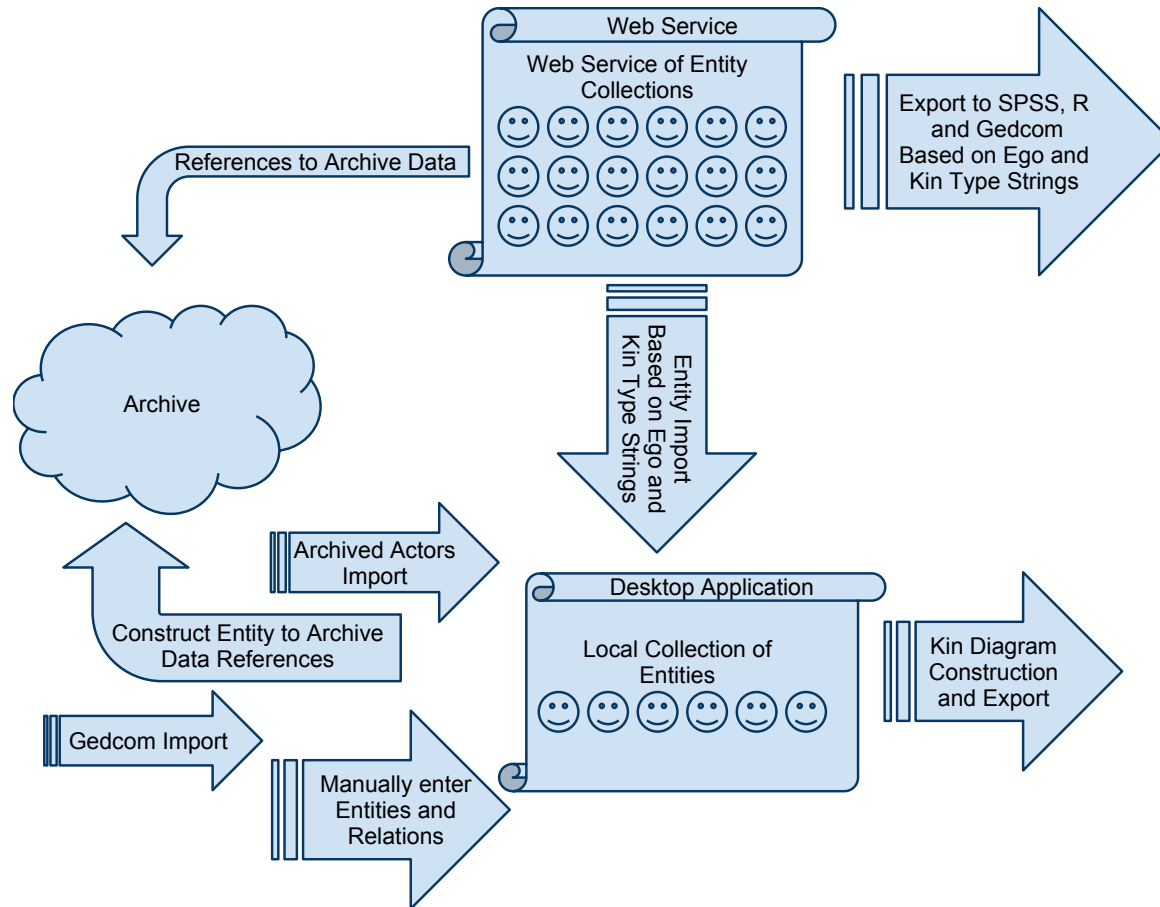 Web Service
Web Service of Entity
Collections
Export to SPSS, R
and Gedcom
Based on Ego and
Kin Type Strings
References to Archive Data
Entity Import
Based on Ego and
Kin Type Strings
Archive
Archived Actors
Import
Desktop Application
Construct Entity to Archive
Data References
Local Collection of
Entities
Kin Diagram
Construction
and Export
Gedcom Import
Manually enter
Entities and
Relations